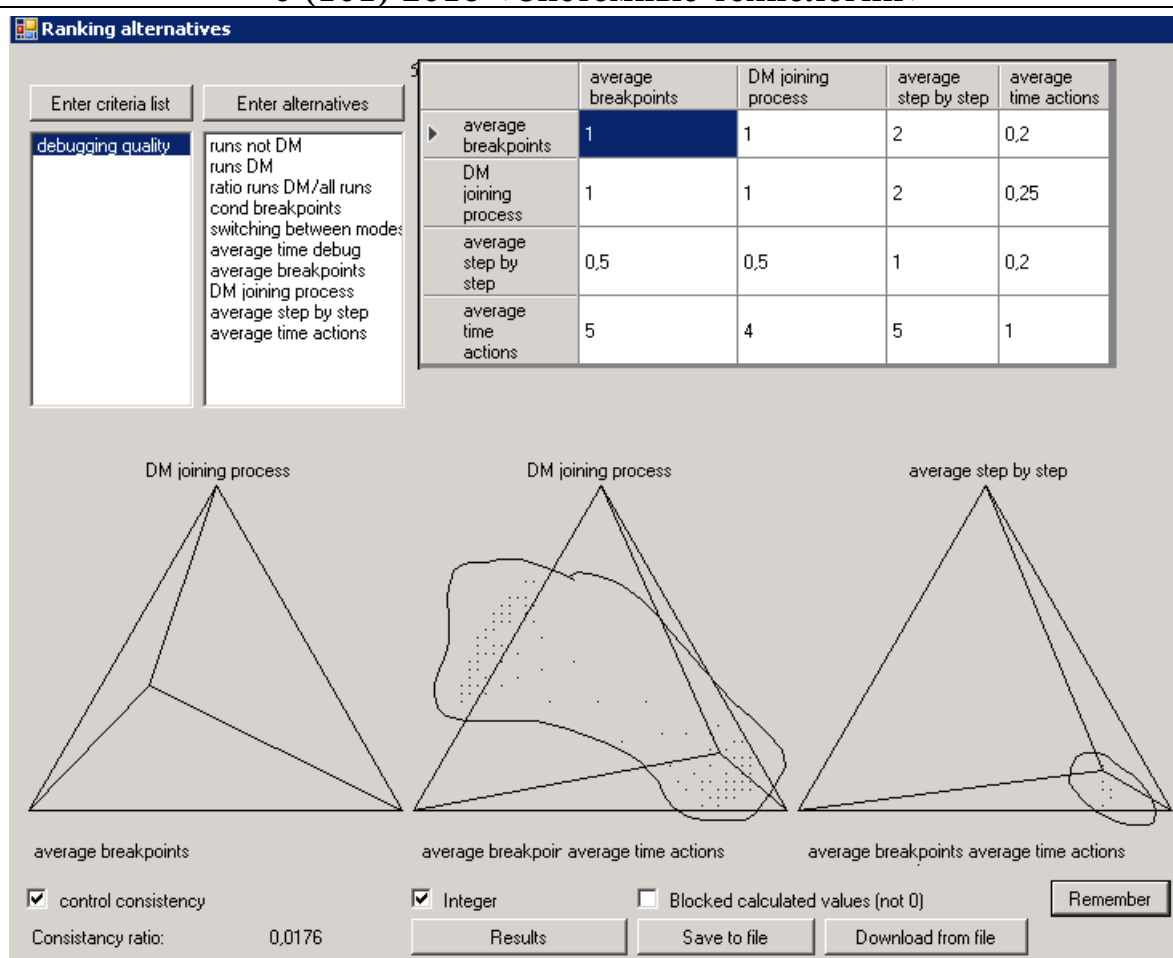 Ranking alternatives
Enter criteria list
Enter alternatives
debugging quality
runs not DM
runs DM
ratio runs DM/all runs
cond breakpoints
switching between modes
average time debug
average breakpoints
DM joining process
average step by step
average time actions
average breakpoints
DM joining process
average step by step
average time actions
average breakpoints
1
1
2
0,2
DM joining process
1
1
2
0,25
average step by step
0,5
0,5
1
0,2
average time actions
5
4
5
1
DM joining process
DM joining process
average step by step
average breakpoints
average breakpoir average time actions
average breakpoints average time actions
control consistency
Integer
Blocked calculated values (not 0)
Remember
Consistancy ratio:
0,0176
Results
Save to file
Download from file